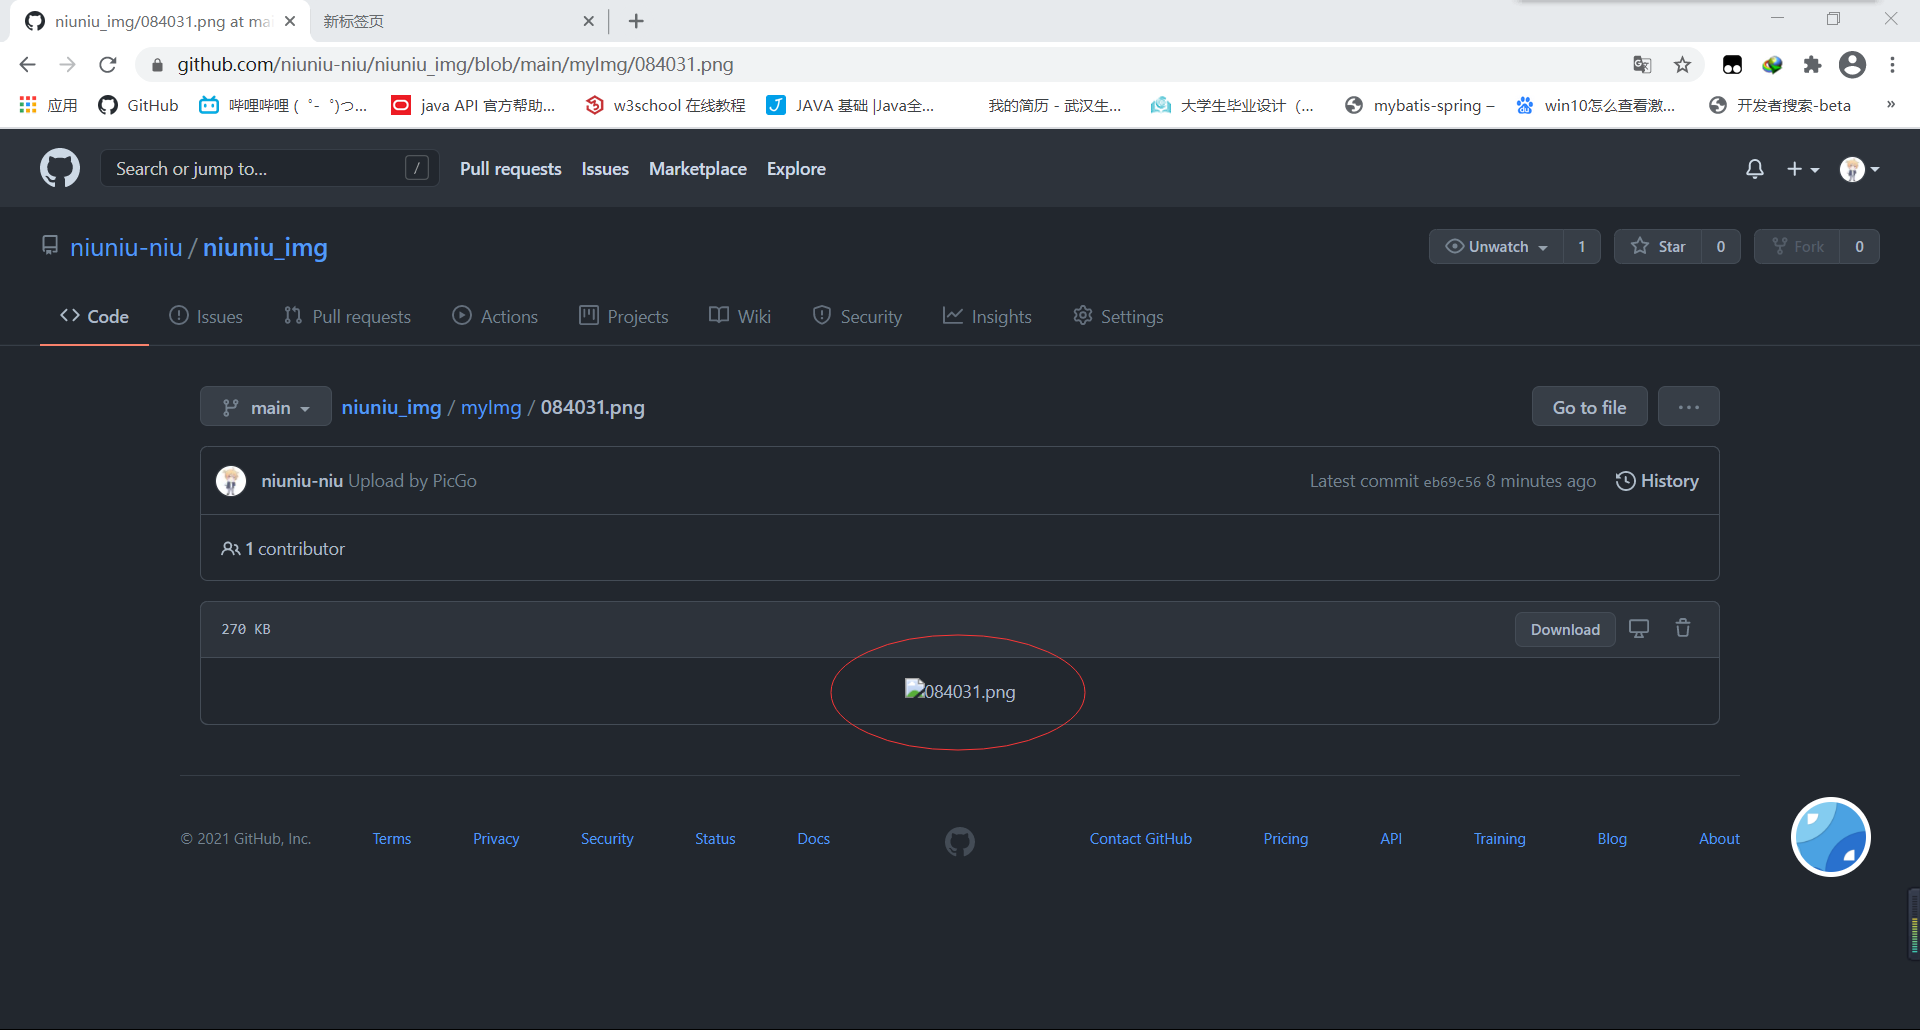 niuniu_img/084031.png at mai
新标签页
github.com/niuniu-niu/niuniu_img/blob/main/myImg/084031.png
应用
GitHub
哔哩哔哩 ( ゜- ゜)つ...
java API 官方帮助...
w3school 在线教程
JAVA 基础 |Java全...
我的简历 - 武汉生...
大学生毕业设计（...
mybatis-spring –
win10怎么查看激...
开发者搜索-beta
»
Search or jump to... /
Pull requests Issues Marketplace Explore
niuniu-niu / niuniu_img
Unwatch 1
Star 0
Fork 0
Code Issues Pull requests Actions Projects Wiki Security Insights Settings
main niuniu_img / myImg / 084031.png
Go to file ...
niuniu-niu Upload by PicGo
Latest commit eb69c56 8 minutes ago History
1 contributor
270 KB
Download
084031.png
© 2021 GitHub, Inc. Terms Privacy Security Status Docs Contact GitHub Pricing API Training Blog About